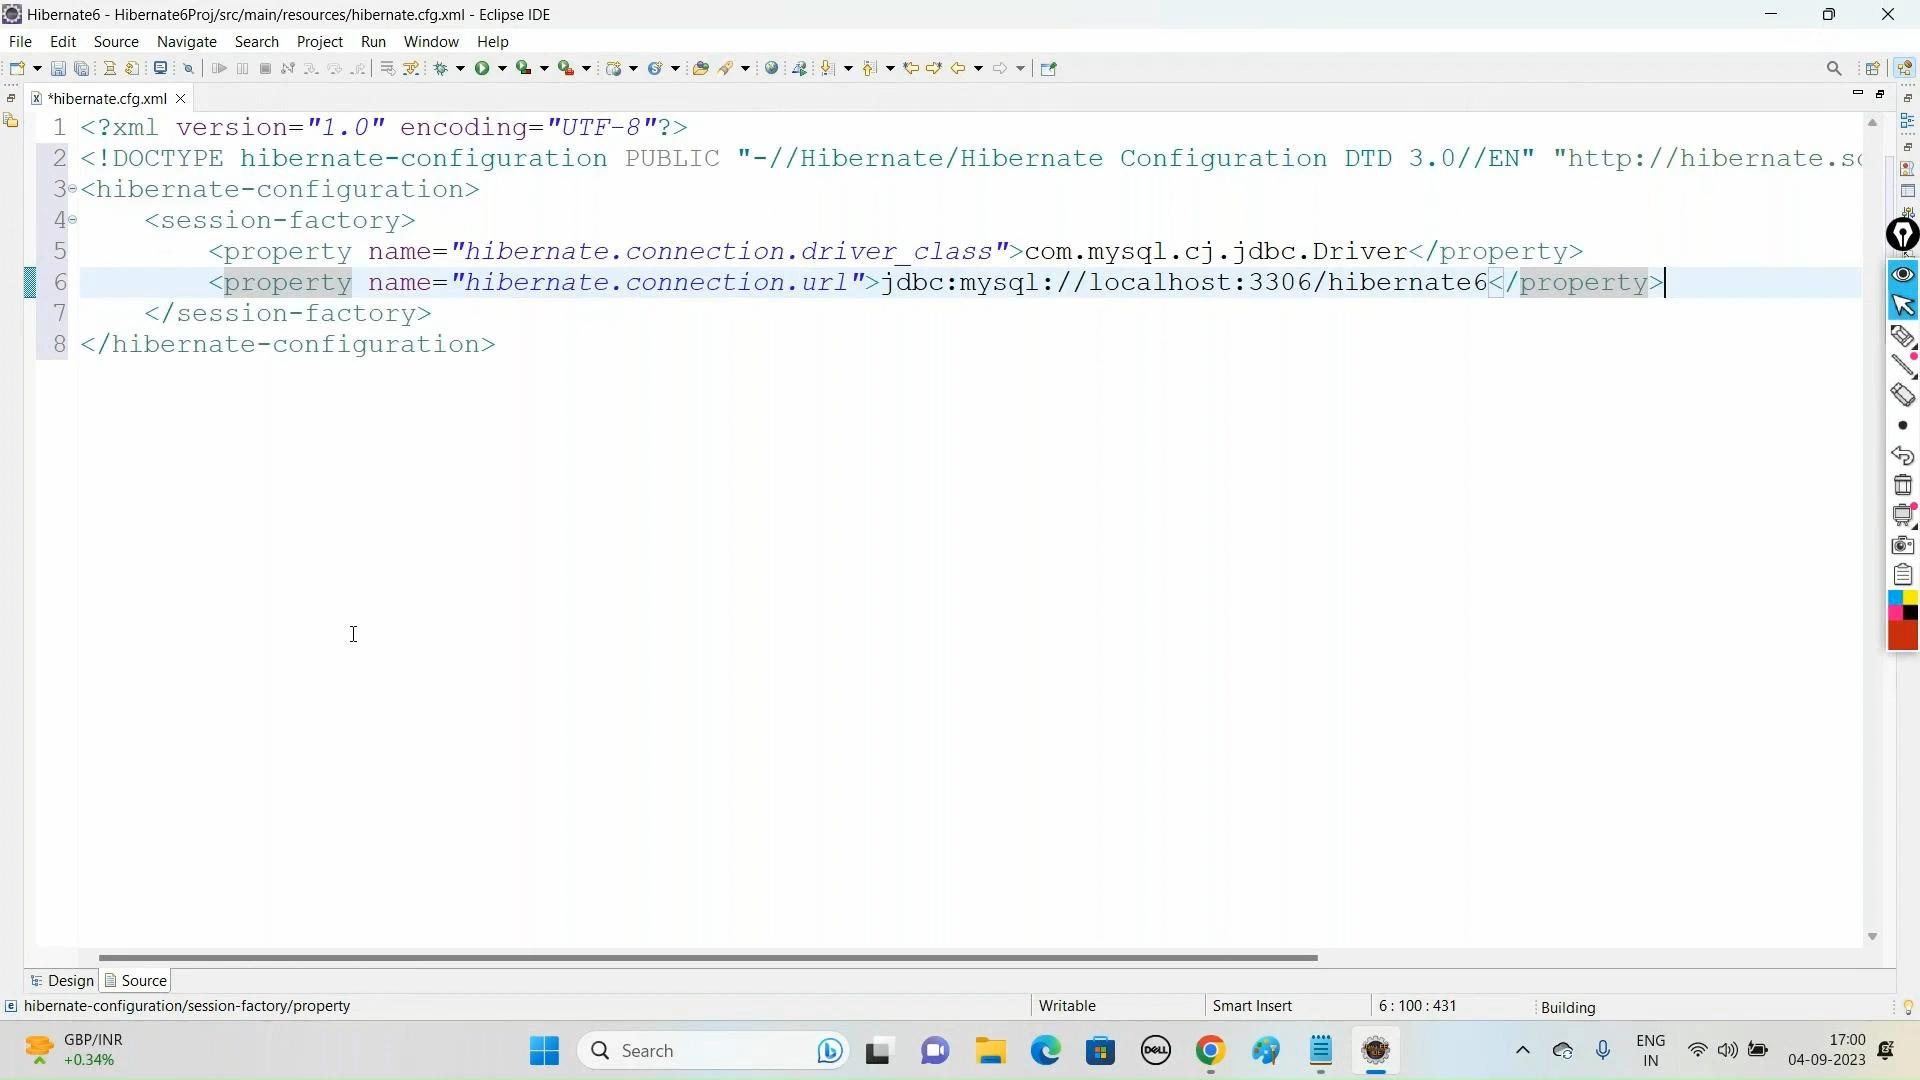 Hibernate6 - Hibernate6Proj/src/main/resources/hibernate.cfg.xml - Eclipse IDE
File Edit Source Navigate Search Project Run Window Help
*hibernate.cfg.xml
1 <?xml version="1.0" encoding="UTF-8"?>
2 <!DOCTYPE hibernate-configuration PUBLIC "-//Hibernate/Hibernate Configuration DTD 3.0//EN" "http://hibernate.so
3 <hibernate-configuration>
4     <session-factory>
5         <property name="hibernate.connection.driver_class">com.mysql.cj.jdbc.Driver</property>
6         <property name="hibernate.connection.url">jdbc:mysql://localhost:3306/hibernate6</property>
7     </session-factory>
8 </hibernate-configuration>
Design Source
hibernate-configuration/session-factory/property Writable Smart Insert 6 : 100 : 431 Building
GBP/INR
+0.34%
Search
DELL
ENG
IN
17:00
04-09-2023